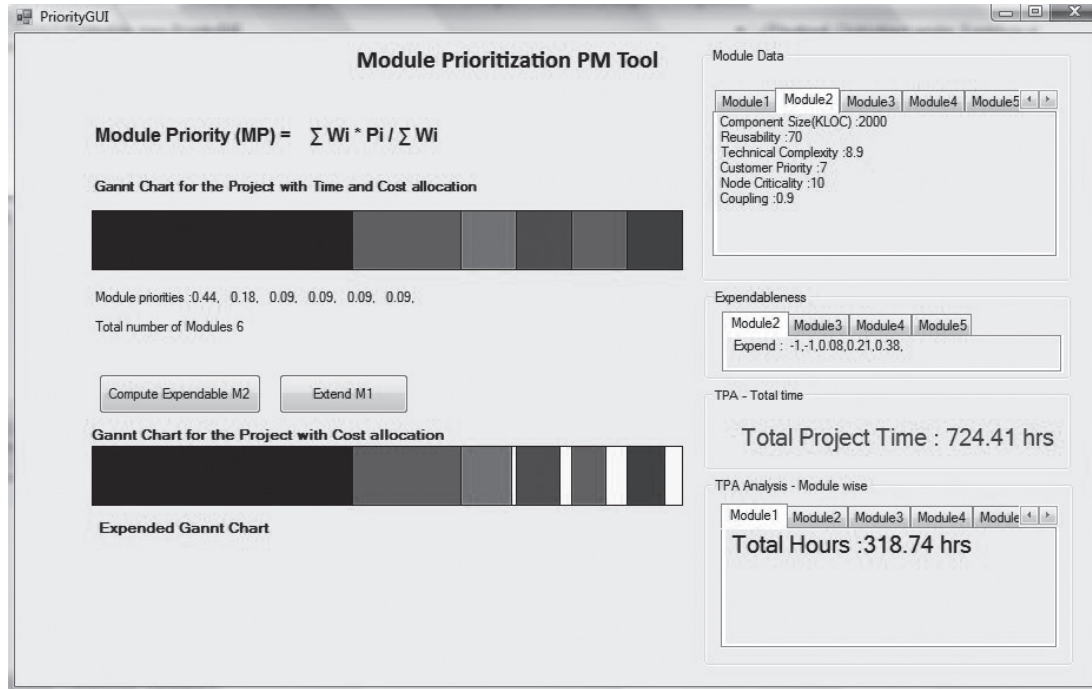 PriorityGUI
Module Prioritization PM Tool
Module Priority (MP) = ∑ Wi * Pi / ∑ Wi
Gannt Chart for the Project with Time and Cost allocation
Module priorities :0.44, 0.18, 0.09, 0.09, 0.09, 0.09,
Total number of Modules 6
Compute Expendable M2 Extend M1
Gannt Chart for the Project with Cost allocation
Expended Gannt Chart
Module Data
Module1 Module2 Module3 Module4 Module5
Component Size(KLOC) :2000
Reusability :70
Technical Complexity :8.9
Customer Priority :7
Node Criticality :10
Coupling :0.9
Expendableness
Module2 Module3 Module4 Module5
Expend : -1,-1,0.08,0.21,0.38,
TPA - Total time
Total Project Time : 724.41 hrs
TPA Analysis - Module wise
Module1 Module2 Module3 Module4 Module
Total Hours :318.74 hrs